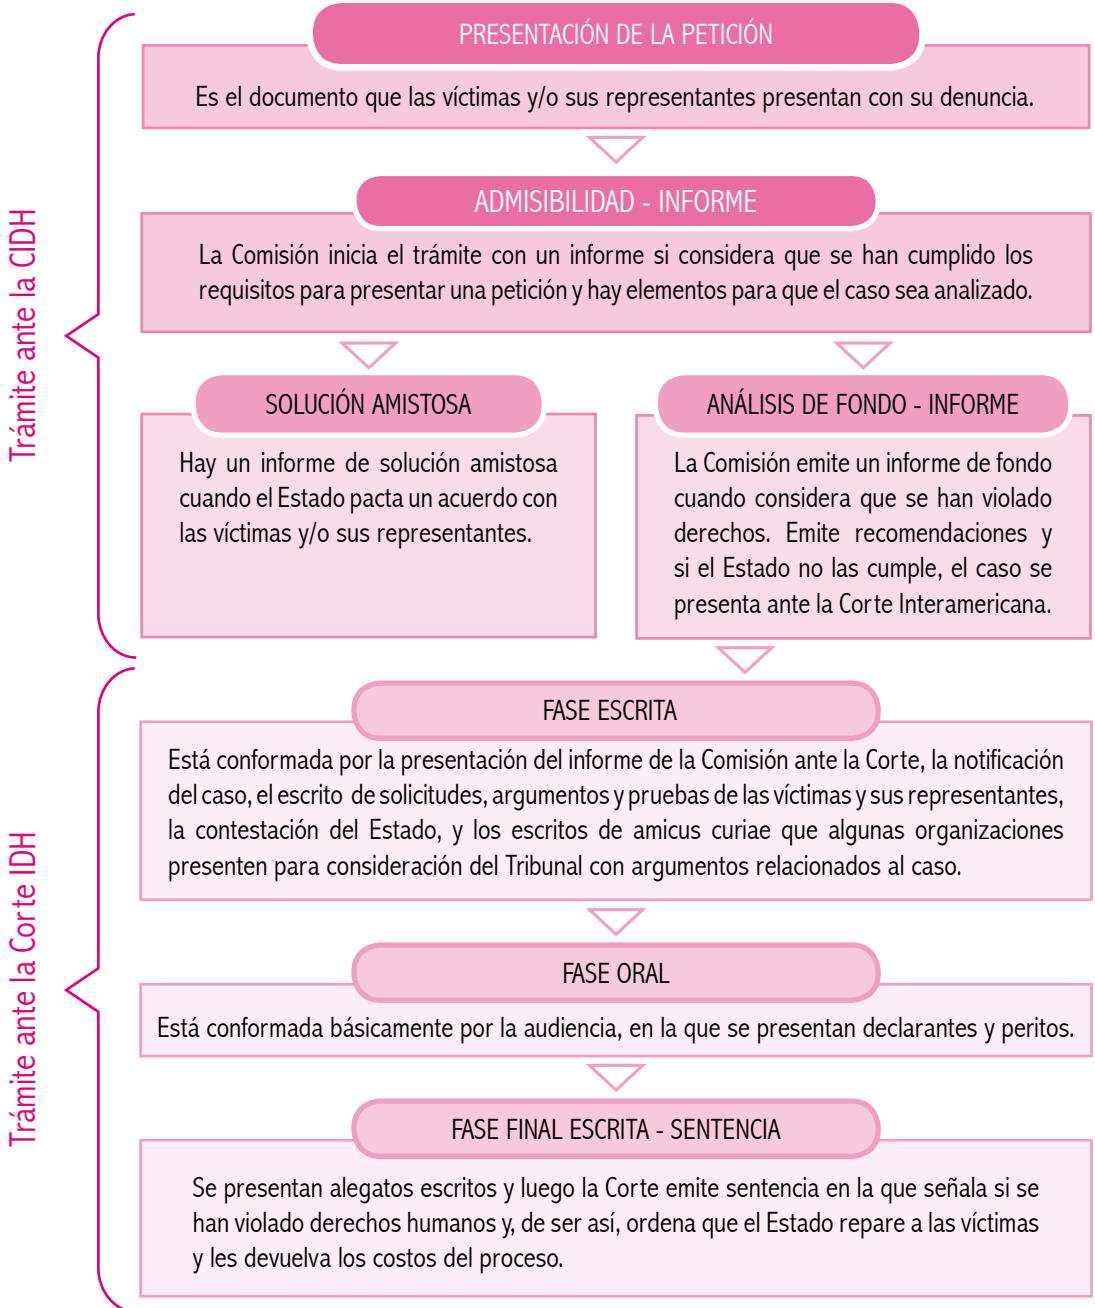 Trámite ante la CIDH
PRESENTACIÓN DE LA PETICIÓN
Es el documento que las víctimas y/o sus representantes presentan con su denuncia.
ADMISIBILIDAD - INFORME
La Comisión inicia el trámite con un informe si considera que se han cumplido los
requisitos para presentar una petición y hay elementos para que el caso sea analizado.
SOLUCIÓN AMISTOSA
Hay un informe de solución amistosa
cuando el Estado pacta un acuerdo con
las víctimas y/o sus representantes.
ANÁLISIS DE FONDO - INFORME
La Comisión emite un informe de fondo
cuando considera que se han violado
derechos. Emite recomendaciones y
si el Estado no las cumple, el caso se
presenta ante la Corte Interamericana.
Trámite ante la Corte IDH
FASE ESCRITA
Está conformada por la presentación del informe de la Comisión ante la Corte, la notificación
del caso, el escrito de solicitudes, argumentos y pruebas de las víctimas y sus representantes,
la contestación del Estado, y los escritos de amicus curiae que algunas organizaciones
presenten para consideración del Tribunal con argumentos relacionados al caso.
FASE ORAL
Está conformada básicamente por la audiencia, en la que se presentan declarantes y peritos.
FASE FINAL ESCRITA - SENTENCIA
Se presentan alegatos escritos y luego la Corte emite sentencia en la que señala si se
han violado derechos humanos y, de ser así, ordena que el Estado repare a las víctimas
y les devuelva los costos del proceso.